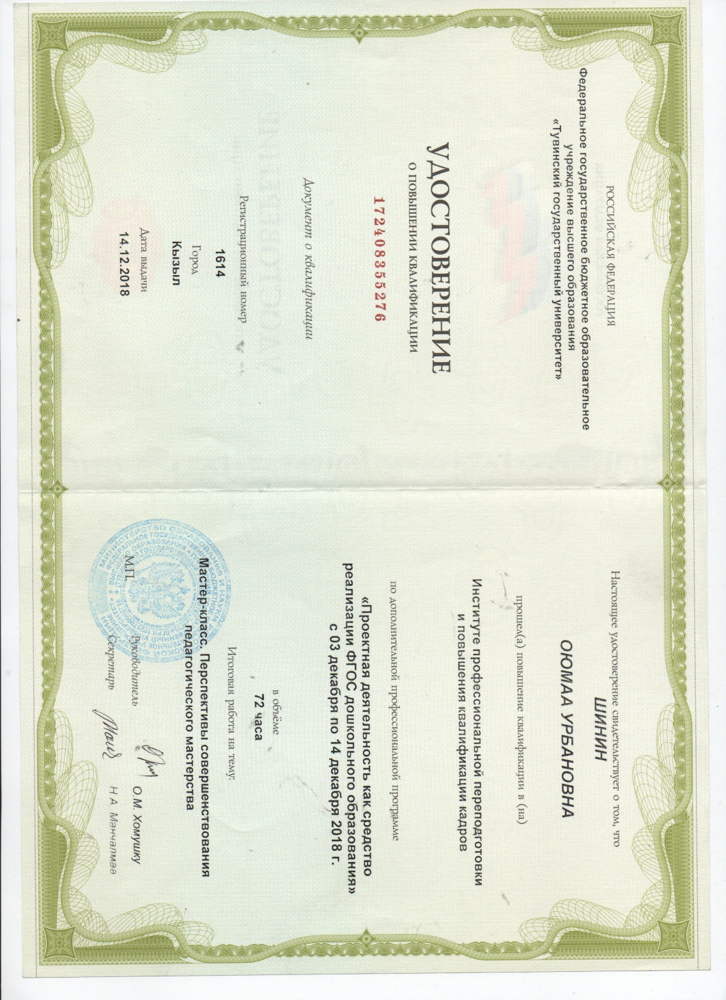 РОССИЙСКАЯ ФЕДЕРАЦИЯ
Федеральное государственное бюджетное образовательное
учреждение высшего образования
«Тувинский государственный университет»
УДОСТОВЕРЕНИЕ
О ПОВЫШЕНИИ КВАЛИФИКАЦИИ
172408355276
Документ о квалификации
Регистрационный номер
1614
Город
Кызыл
Дата выдачи
14.12.2018
Настоящее удостоверение свидетельствует о том, что
ШИНИН
ОЮМАА УРБАНОВНА
прошел(а) повышение квалификации в (на)
Институте профессиональной переподготовки
и повышения квалификации кадров
по дополнительной профессиональной программе
«Проектная деятельность как средство
реализации ФГОС дошкольного образования»
с 03 декабря по 14 декабря 2018 г.
в объёме
72 часа
Итоговая работа на тему:
Мастер-класс. Перспективы совершенствования
педагогического мастерства
М.П.
Руководитель О.М. Хомушку
Секретарь Н А Манчалмаа